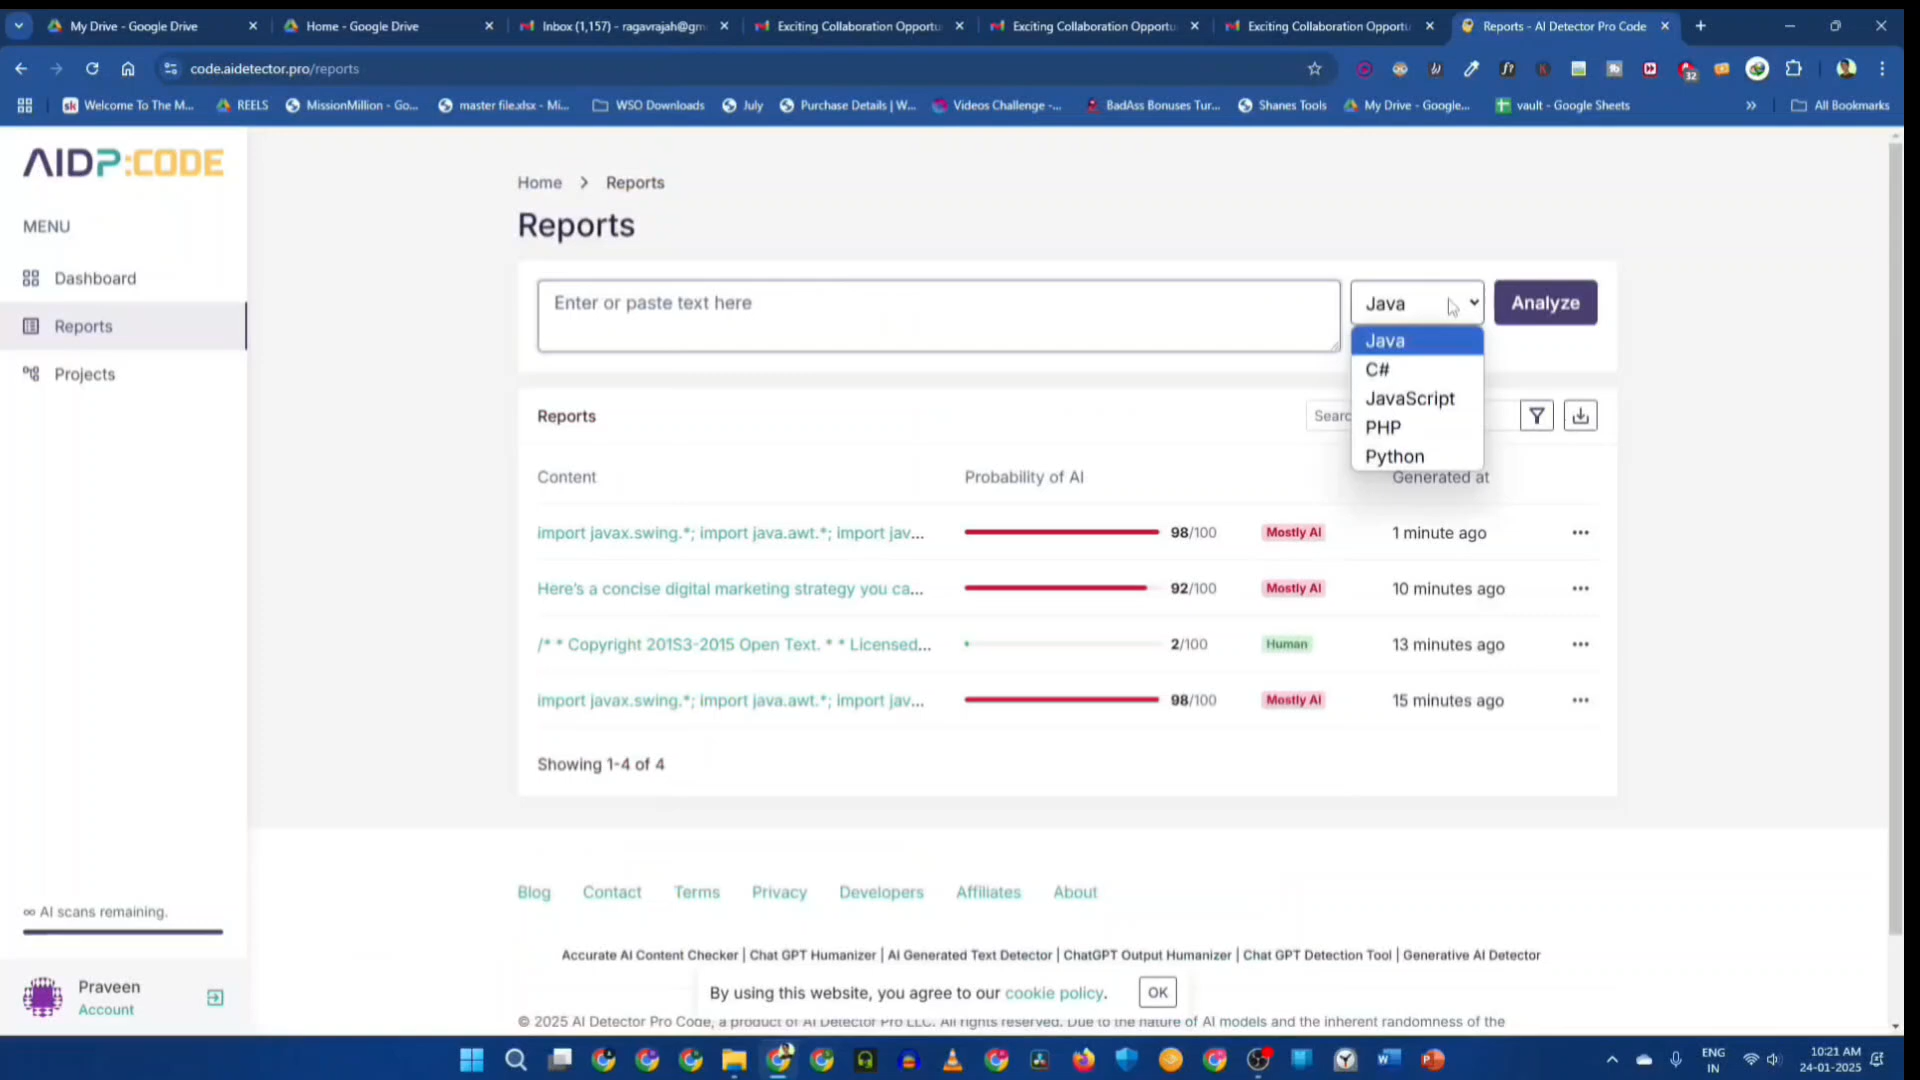 My Drive - Google Drive
Home - Google Drive
Inbox (1,157) - ragavrajah@gm
Exciting Collaboration Opportu
Exciting Collaboration Opportu
Exciting Collaboration Opportu
Reports - AI Detector Pro Code
code.aidetector.pro/reports
32
sk Welcome To The M...
REELS
MissionMillion - Go...
master file.xlsx - Mi...
WSO Downloads
July
Purchase Details | W...
Videos Challenge -...
BadAss Bonuses Tur...
Shanes Tools
My Drive - Google...
vault - Google Sheets
All Bookmarks
AIDP:CODE
MENU
Dashboard
Reports
Projects
Home > Reports
Reports
Enter or paste text here
Java
Analyze
Java
C#
JavaScript
PHP
Python
Reports
Searc
Content
Probability of AI
Generated at
import javax.swing.*; import java.awt.*; import jav... 98/100 Mostly AI 1 minute ago
Here's a concise digital marketing strategy you ca... 92/100 Mostly AI 10 minutes ago
/* * Copyright 201S3-2015 Open Text. * * Licensed... 2/100 Human 13 minutes ago
import javax.swing.*; import java.awt.*; import jav... 98/100 Mostly AI 15 minutes ago
Showing 1-4 of 4
∞ AI scans remaining.
Praveen
Account
Blog Contact Terms Privacy Developers Affiliates About
Accurate AI Content Checker | Chat GPT Humanizer | AI Generated Text Detector | ChatGPT Output Humanizer | Chat GPT Detection Tool | Generative AI Detector
By using this website, you agree to our cookie policy. OK
© 2025 AI Detector Pro Code, a product of AI Detector Pro LLC. All rights reserved. Due to the nature of AI models and the inherent randomness of the
ENG
IN
10:21 AM
24-01-2025